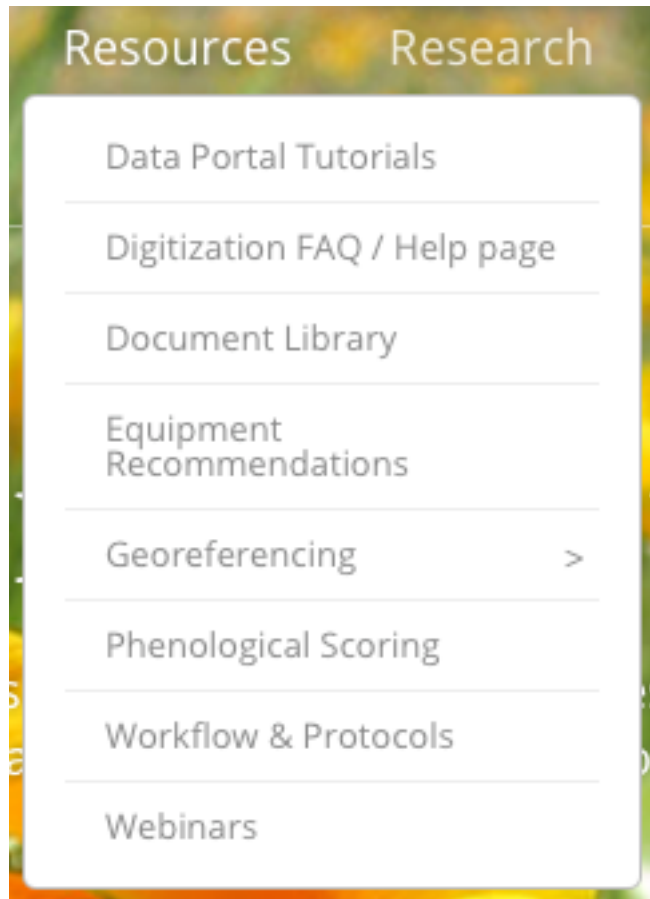 Resources Research
Data Portal Tutorials
Digitization FAQ / Help page
Document Library
Equipment
Recommendations
Georeferencing >
Phenological Scoring
Workflow & Protocols
Webinars